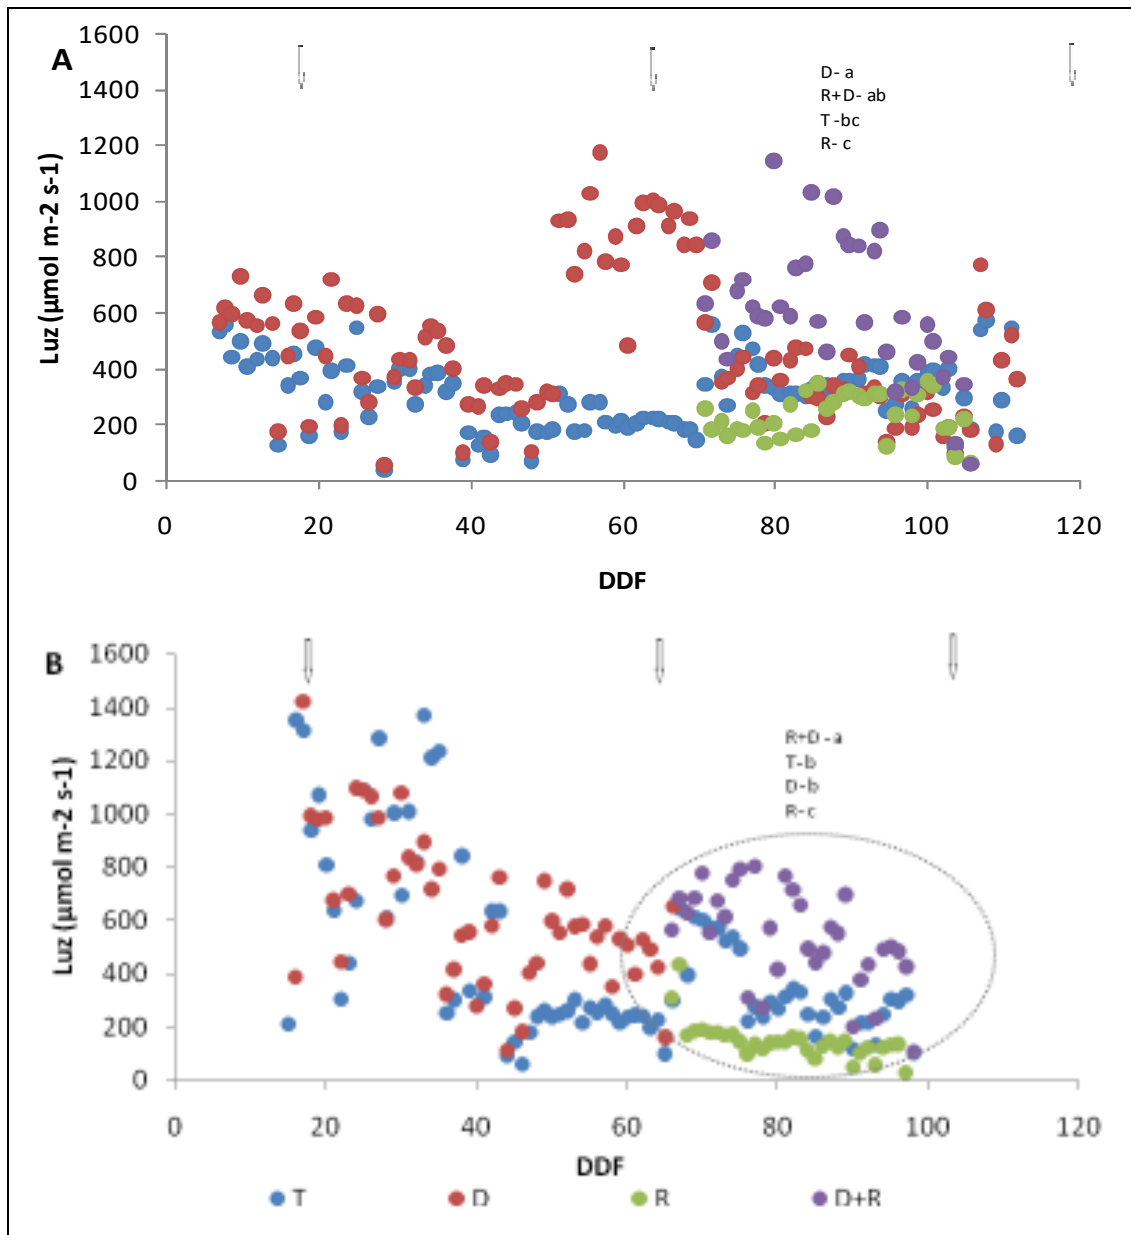 A
1600
1400
1200
1000
800
600
400
200
0
Luz (µmol m-2 s-1)
D- a
R+D- ab
T -bc
R- c
0 20 40 60 80 100 120
DDF
B
1600
1400
1200
1000
800
600
400
200
0
Luz (µmol m-2 s-1)
R+D -a
T-b
D-b
R-c
0 20 40 60 80 100 120
DDF
T D R D+R